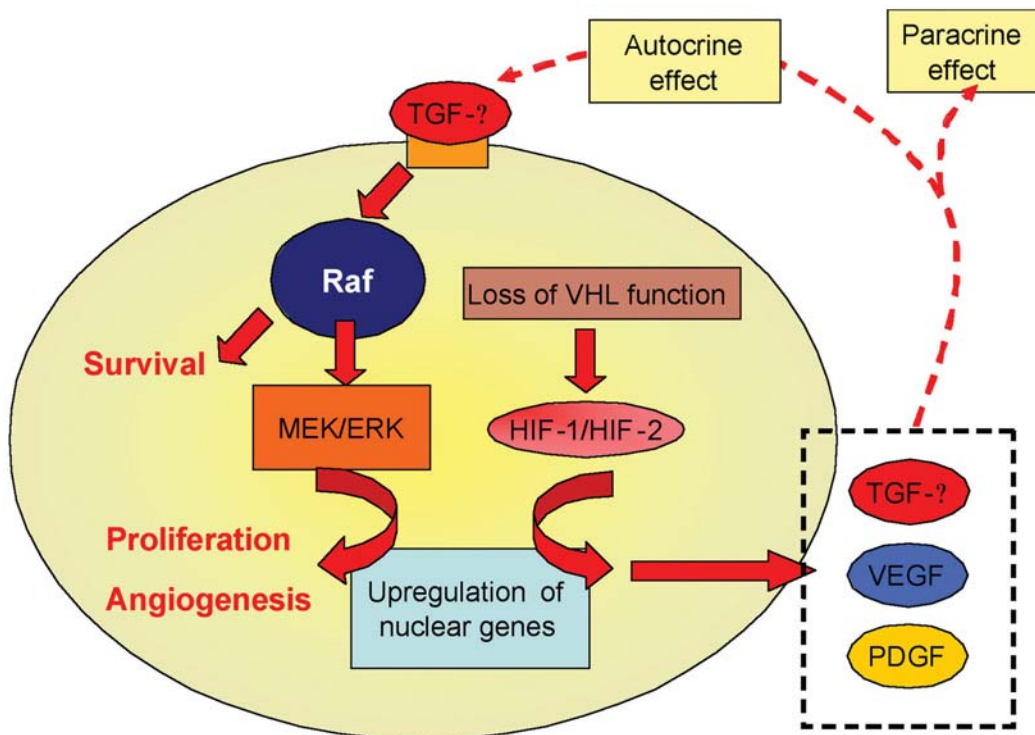 Autocrine
effect
Paracrine
effect
TGF-?
Raf
Loss of VHL function
Survival
MEK/ERK
HIF-1/HIF-2
TGF-?
Proliferation
VEGF
Angiogenesis
Upregulation of
nuclear genes
PDGF